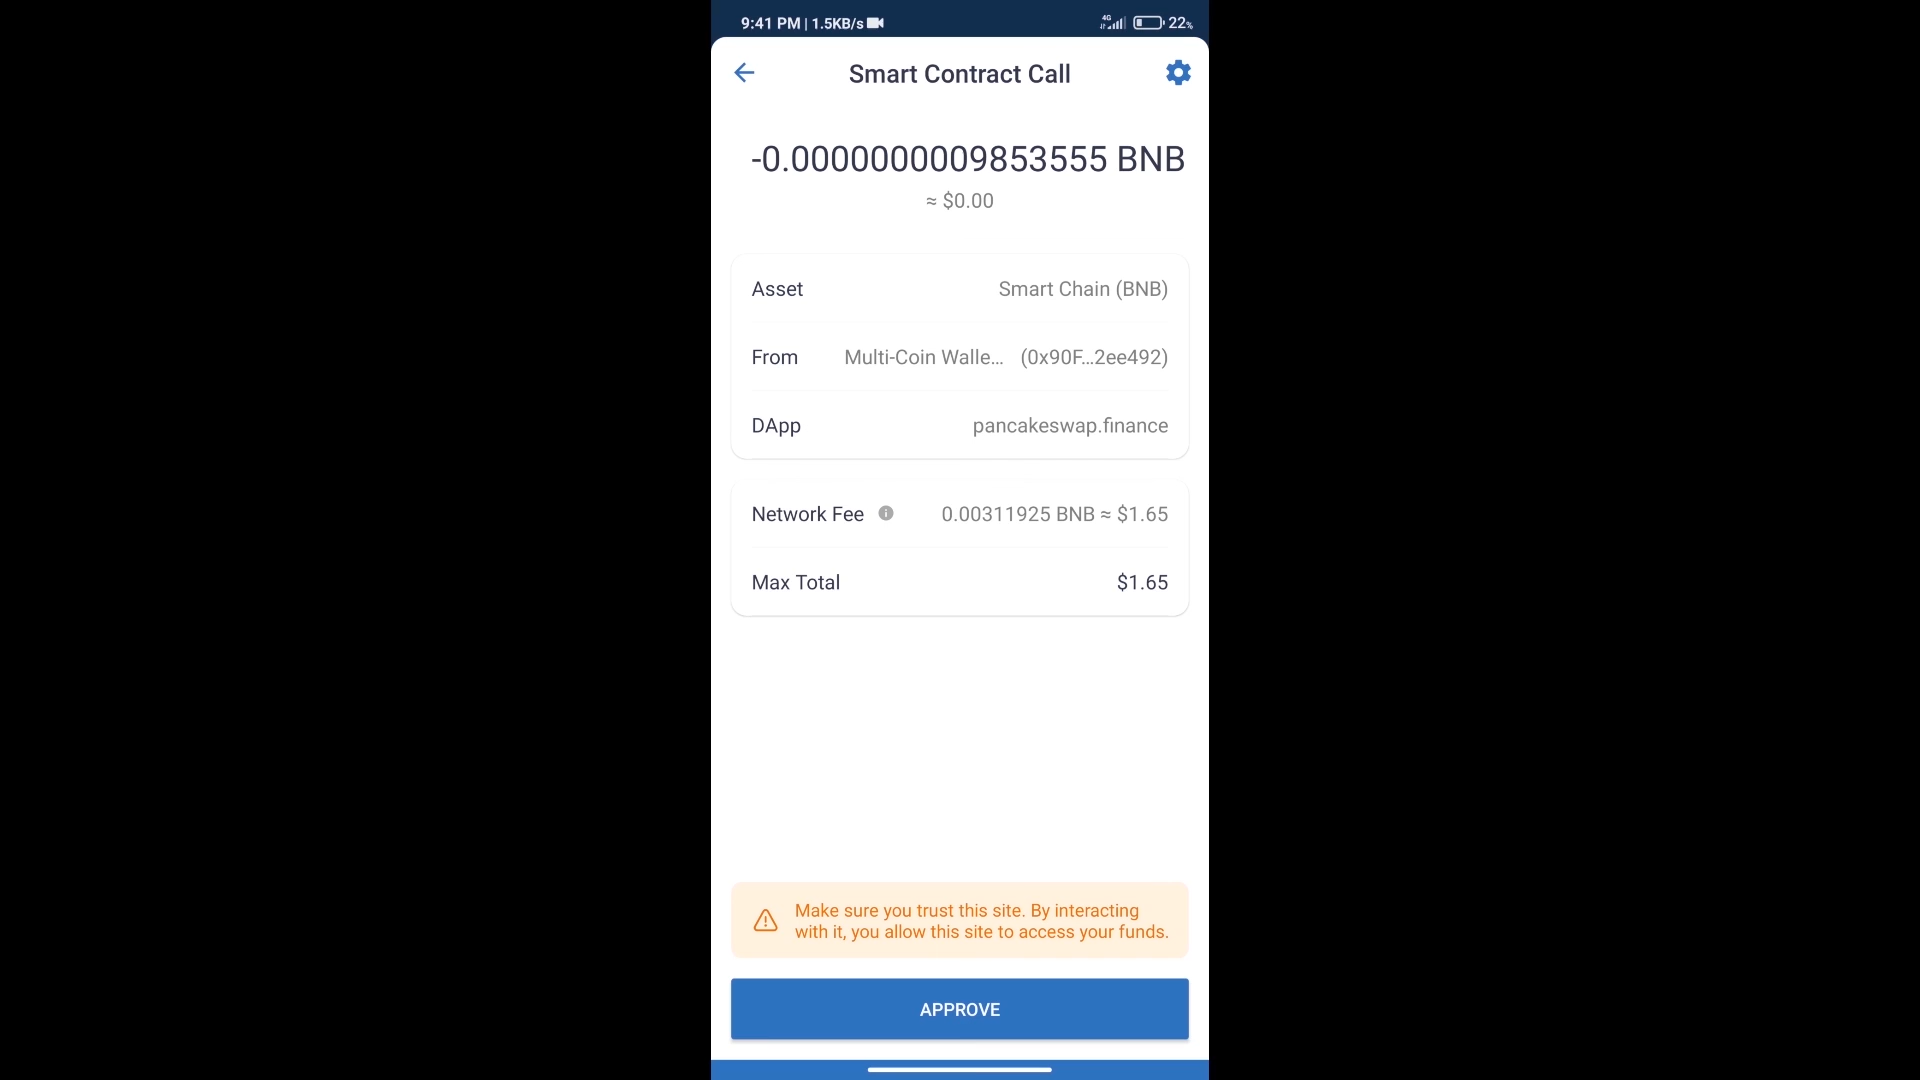 9:41 PM | 1.5KB/s 4G 22%
Smart Contract Call
-0.0000000009853555 BNB
≈ $0.00
Asset Smart Chain (BNB)
From Multi-Coin Walle... (0x90F...2ee492)
DApp pancakeswap.finance
Network Fee 0.00311925 BNB ≈ $1.65
Max Total $1.65
Make sure you trust this site. By interacting
with it, you allow this site to access your funds.
APPROVE